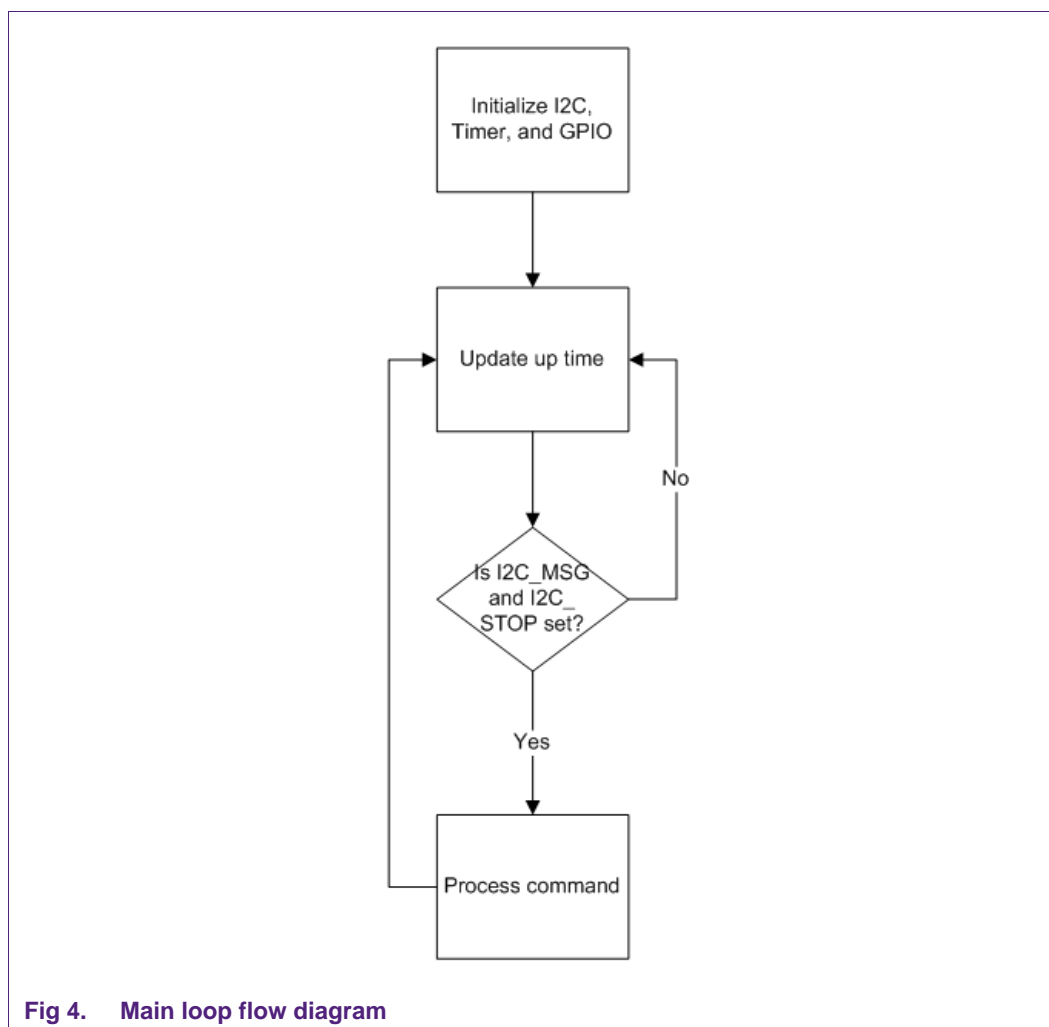 Initialize I2C,
Timer, and GPIO
Update up time
No
Is I2C_MSG
and I2C_
STOP set?
Yes
Process command
Fig 4. Main loop flow diagram